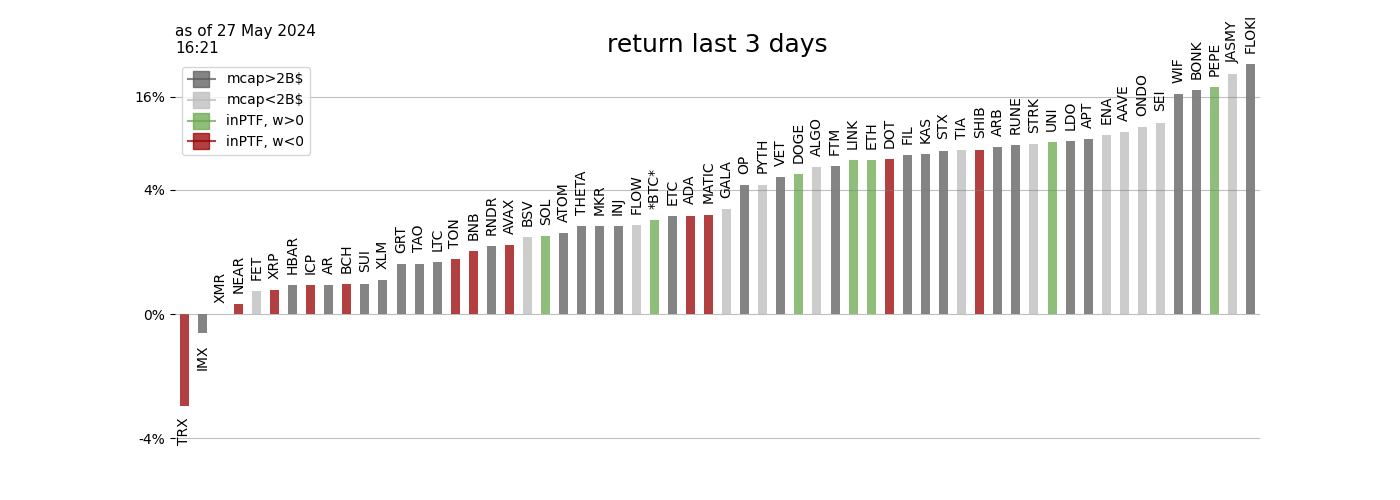 as of 27 May 2024
16:21
return last 3 days
mcap>2B$
mcap<2B$
inPTF, w>0
inPTF, w<0
16%
4%
0%
-4%
TRX
IMX
XMR
NEAR
FET
XRP
HBAR
ICP
AR
BCH
SUI
XLM
GRT
TAO
LTC
TON
BNB
RNDR
AVAX
BSV
SOL
ATOM
THETA
MKR
INJ
FLOW
*BTC*
ETC
ADA
MATIC
GALA
OP
PYTH
VET
DOGE
ALGO
FTM
LINK
ETH
DOT
FIL
KAS
STX
TIA
SHIB
ARB
RUNE
STRK
UNI
LDO
APT
ENA
AAVE
ONDO
SEI
WIF
BONK
PEPE
JASMY
FLOKI